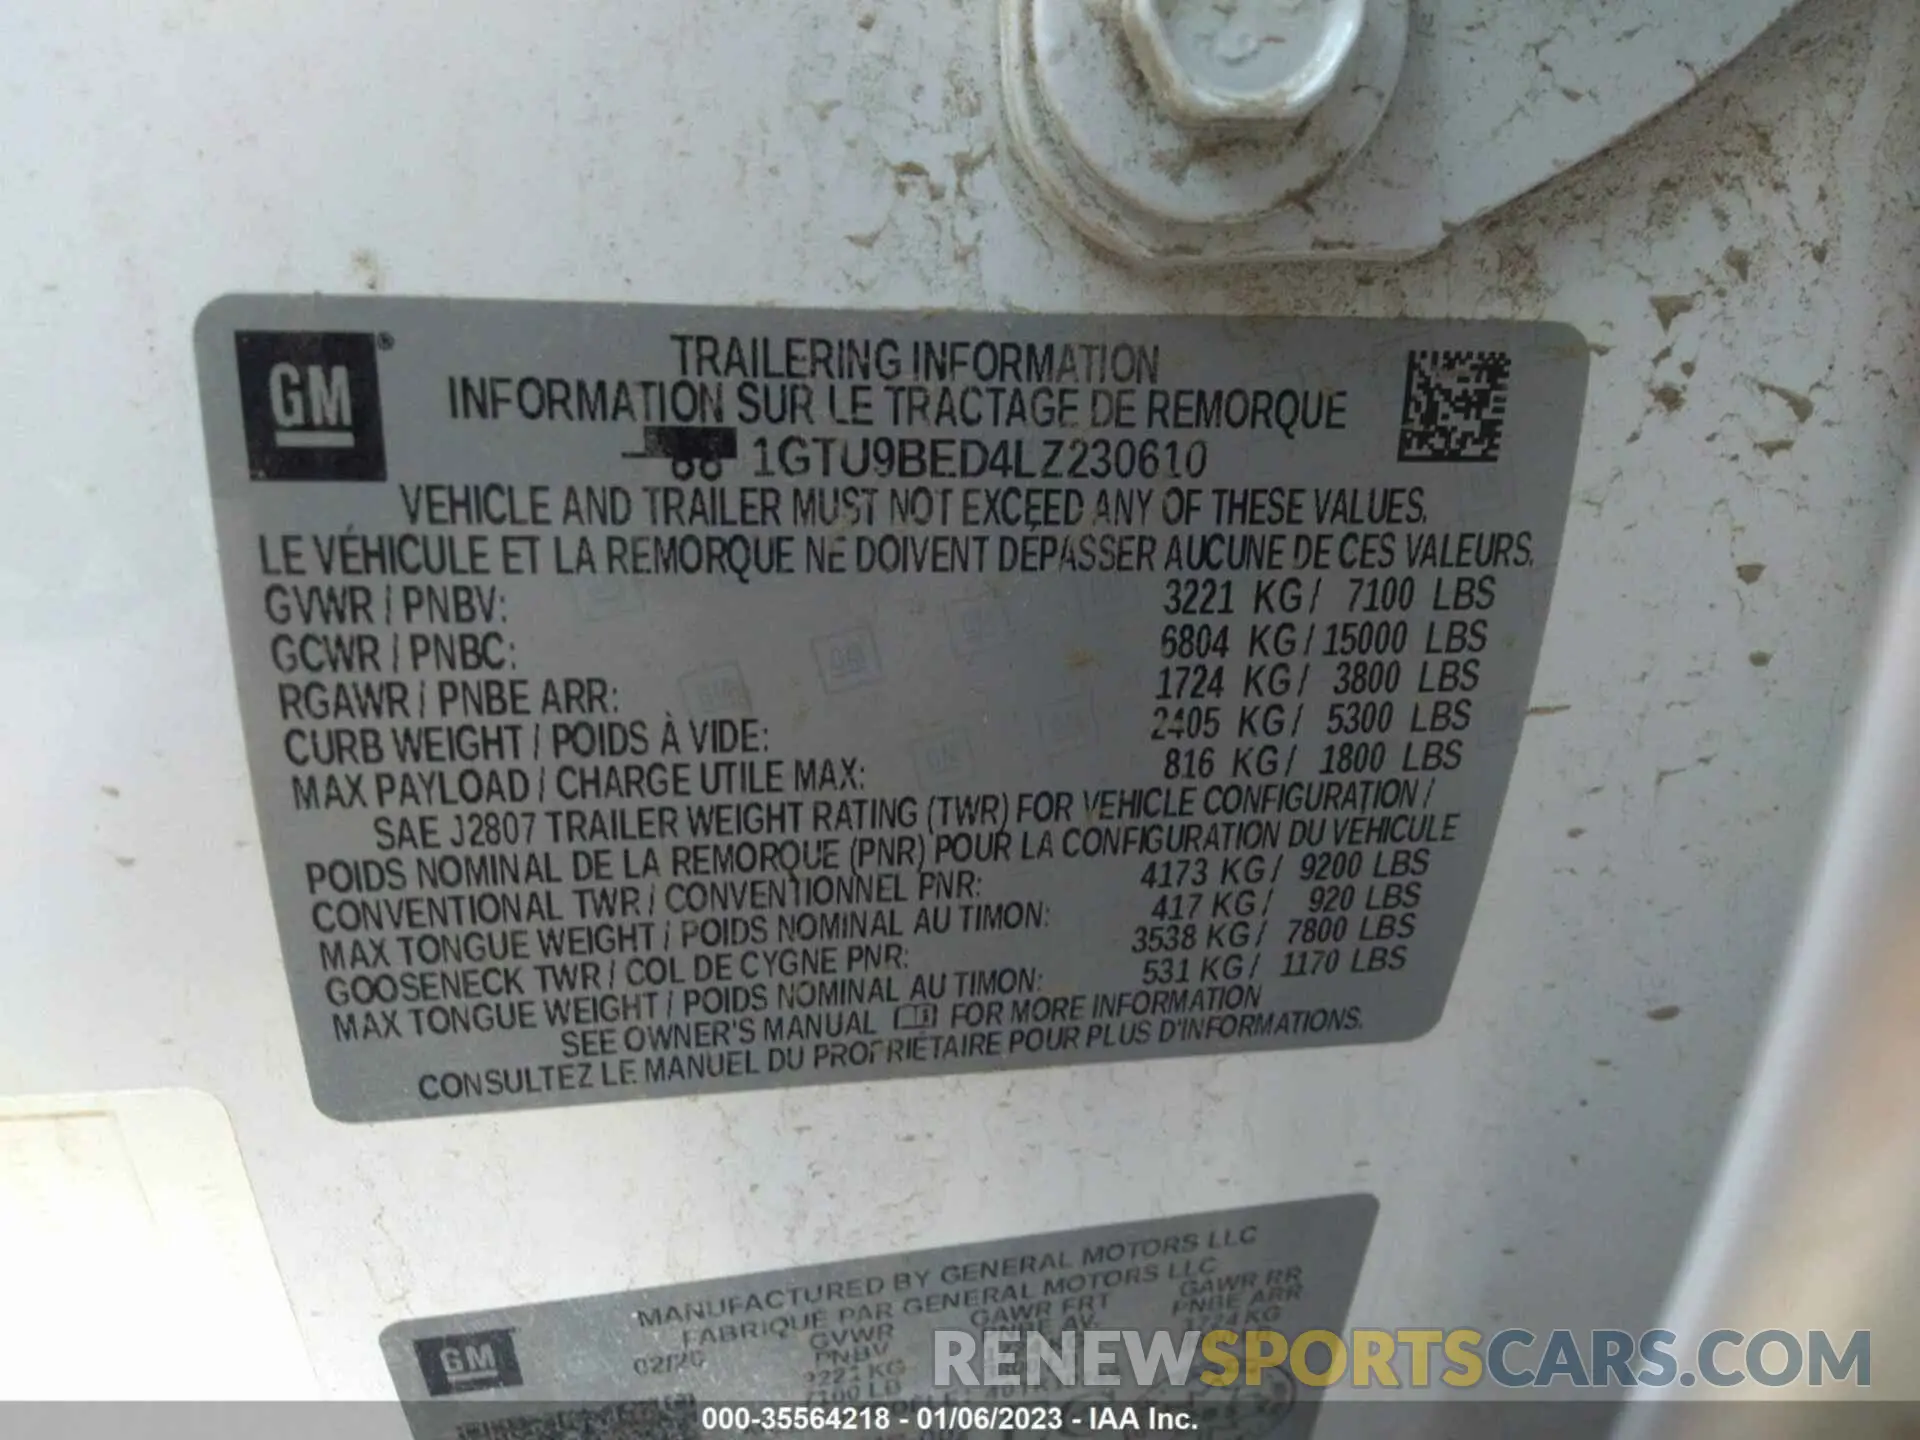 GM®
TRAILERING INFORMATION
INFORMATION SUR LE TRACTAGE DE REMORQUE
1GTU9BED4LZ230610
VEHICLE AND TRAILER MUST NOT EXCEED ANY OF THESE VALUES.
LE VÉHICULE ET LA REMORQUE NE DOIVENT DÉPASSER AUCUNE DE CES VALEURS.
GVWR / PNBV: 3221 KG / 7100 LBS
GCWR / PNBC: 6804 KG / 15000 LBS
RGAWR / PNBE ARR: 1724 KG / 3800 LBS
CURB WEIGHT / POIDS À VIDE: 2405 KG / 5300 LBS
MAX PAYLOAD / CHARGE UTILE MAX: 816 KG / 1800 LBS
SAE J2807 TRAILER WEIGHT RATING (TWR) FOR VEHICLE CONFIGURATION /
POIDS NOMINAL DE LA REMORQUE (PNR) POUR LA CONFIGURATION DU VÉHICULE
CONVENTIONAL TWR / CONVENTIONNEL PNR: 4173 KG / 9200 LBS
MAX TONGUE WEIGHT / POIDS NOMINAL AU TIMON: 417 KG / 920 LBS
GOOSENECK TWR / COL DE CYGNE PNR: 3538 KG / 7800 LBS
MAX TONGUE WEIGHT / POIDS NOMINAL AU TIMON: 531 KG / 1170 LBS
SEE OWNER'S MANUAL FOR MORE INFORMATION
CONSULTEZ LE MANUEL DU PROPRIÉTAIRE POUR PLUS D'INFORMATIONS.
GM
MANUFACTURED BY GENERAL MOTORS LLC
FABRIQUÉ PAR GENERAL MOTORS LLC
02/20 GVWR GAWR FRT GAWR RR
PNBV AV. PNBE ARR
1724 KG
RENEWSPORTSCARS.COM
000-35564218 - 01/06/2023 - IAA Inc.